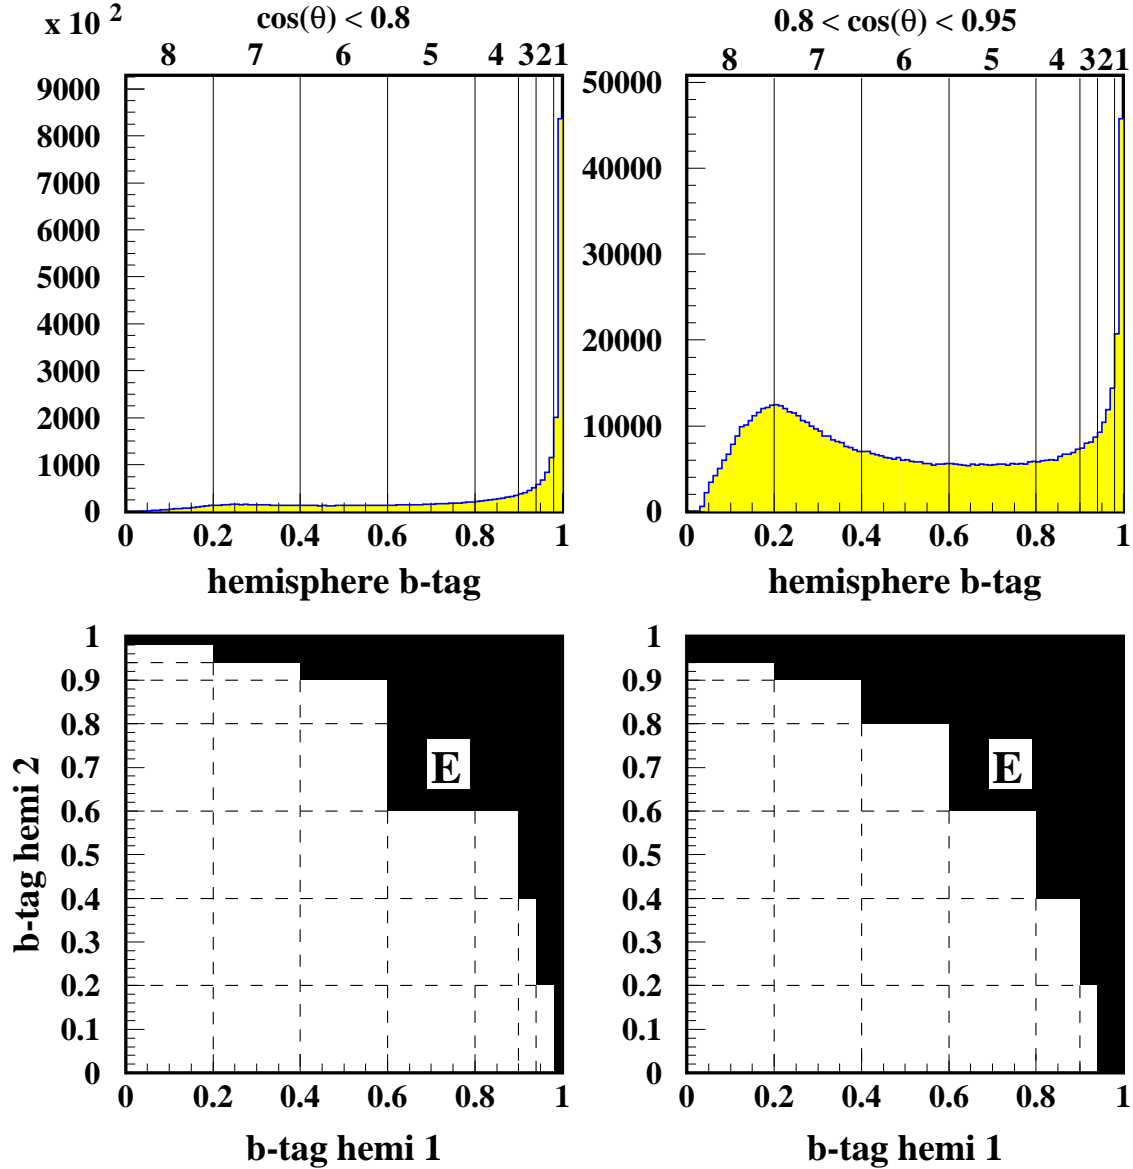 x 10 2
cos(θ) < 0.8
8 7 6 5 4 3 2 1
9000
8000
7000
6000
5000
4000
3000
2000
1000
0
0 0.2 0.4 0.6 0.8 1
hemisphere b-tag
0.8 < cos(θ) < 0.95
8 7 6 5 4 3 2 1
50000
40000
30000
20000
10000
0
0 0.2 0.4 0.6 0.8 1
hemisphere b-tag
b-tag hemi 2
1
0.9
0.8
0.7
0.6
0.5
0.4
0.3
0.2
0.1
0
E
0 0.2 0.4 0.6 0.8 1
b-tag hemi 1
1
0.9
0.8
0.7
0.6
0.5
0.4
0.3
0.2
0.1
0
E
0 0.2 0.4 0.6 0.8 1
b-tag hemi 1